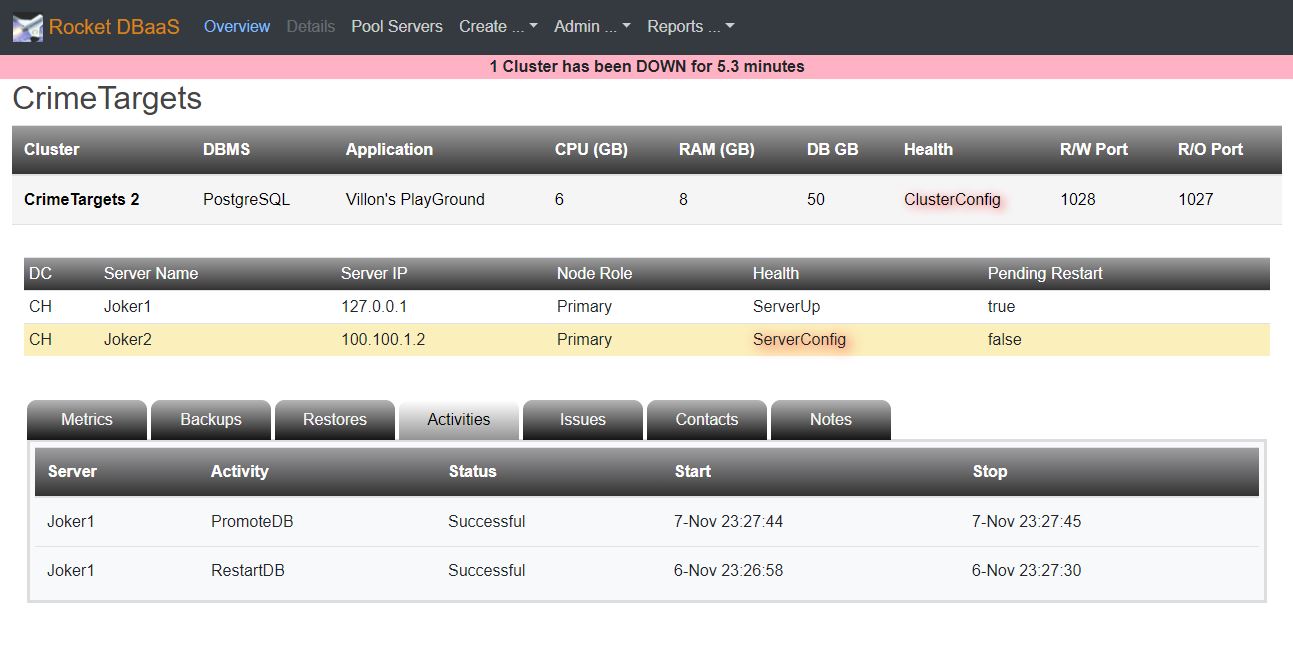 Rocket DBaaS Overview Details Pool Servers Create ... Admin ... Reports ...
1 Cluster has been DOWN for 5.3 minutes
CrimeTargets
Cluster DBMS Application CPU (GB) RAM (GB) DB GB Health R/W Port R/O Port
CrimeTargets 2 PostgreSQL Villon's PlayGround 6 8 50 ClusterConfig 1028 1027
DC Server Name Server IP Node Role Health Pending Restart
CH Joker1 127.0.0.1 Primary ServerUp true
CH Joker2 100.100.1.2 Primary ServerConfig false
Metrics Backups Restores Activities Issues Contacts Notes
Server Activity Status Start Stop
Joker1 PromoteDB Successful 7-Nov 23:27:44 7-Nov 23:27:45
Joker1 RestartDB Successful 6-Nov 23:26:58 6-Nov 23:27:30